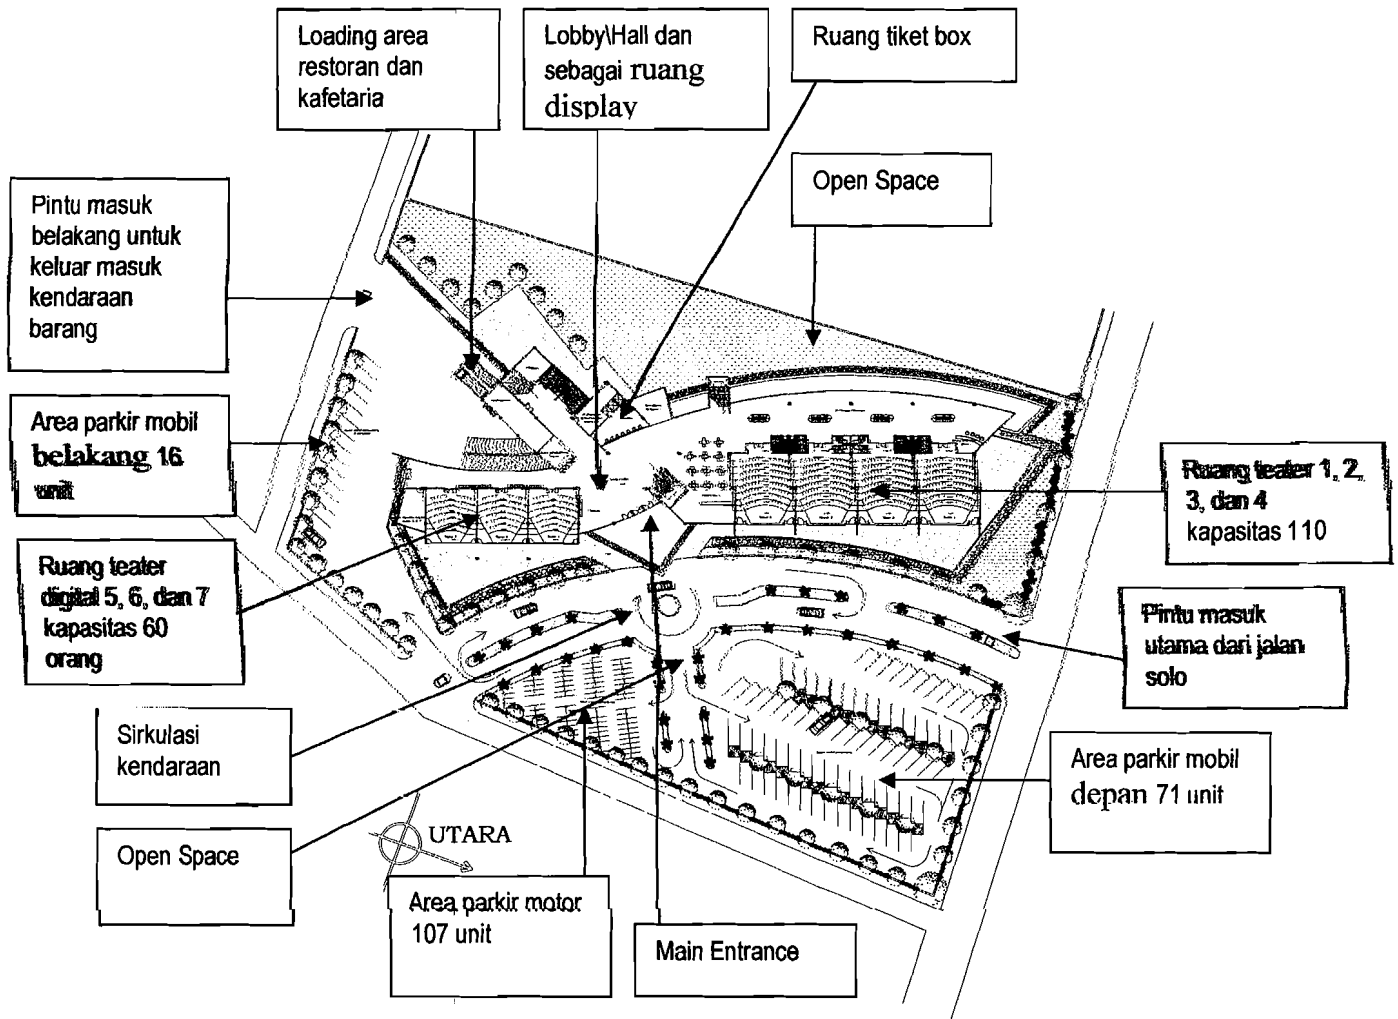 Loading area
restoran dan
kafetaria
Lobby\Hall dan
sebagai ruang
display
Ruang tiket box
Open Space
Pintu masuk
belakang untuk
keluar masuk
kendaraan
barang
Area parkir mobil
belakang 16
unit
Ruang teater 1, 2,
3, dan 4
kapasitas 110
Ruang teater
digital 5, 6, dan 7
kapasitas 60
orang
Pintu masuk
utama dari jalan
solo
Sirkulasi
kendaraan
Area parkir mobil
depan 71 unit
UTARA
Open Space
Area parkir motor
107 unit
Main Entrance